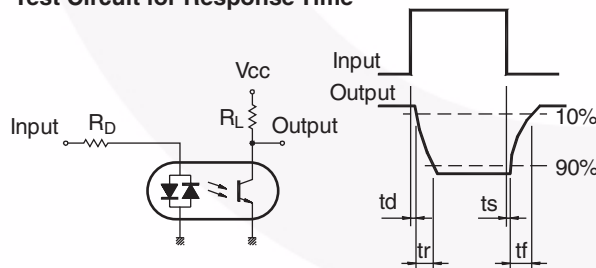 Test Circuit for Response Time
Vcc
Input
RD
RL
Output
Input
Output
10%
90%
td
ts
tr
tf